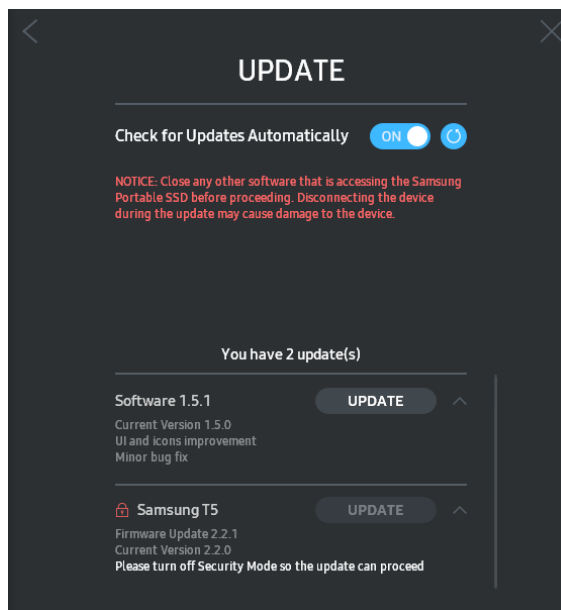 UPDATE
Check for Updates Automatically ON
NOTICE: Close any other software that is accessing the Samsung
Portable SSD before proceeding. Disconnecting the device
during the update may cause damage to the device.
You have 2 update(s)
Software 1.5.1 UPDATE
Current Version 1.5.0
UI and icons improvement
Minor bug fix
Samsung T5 UPDATE
Firmware Update 2.2.1
Current Version 2.2.0
Please turn off Security Mode so the update can proceed